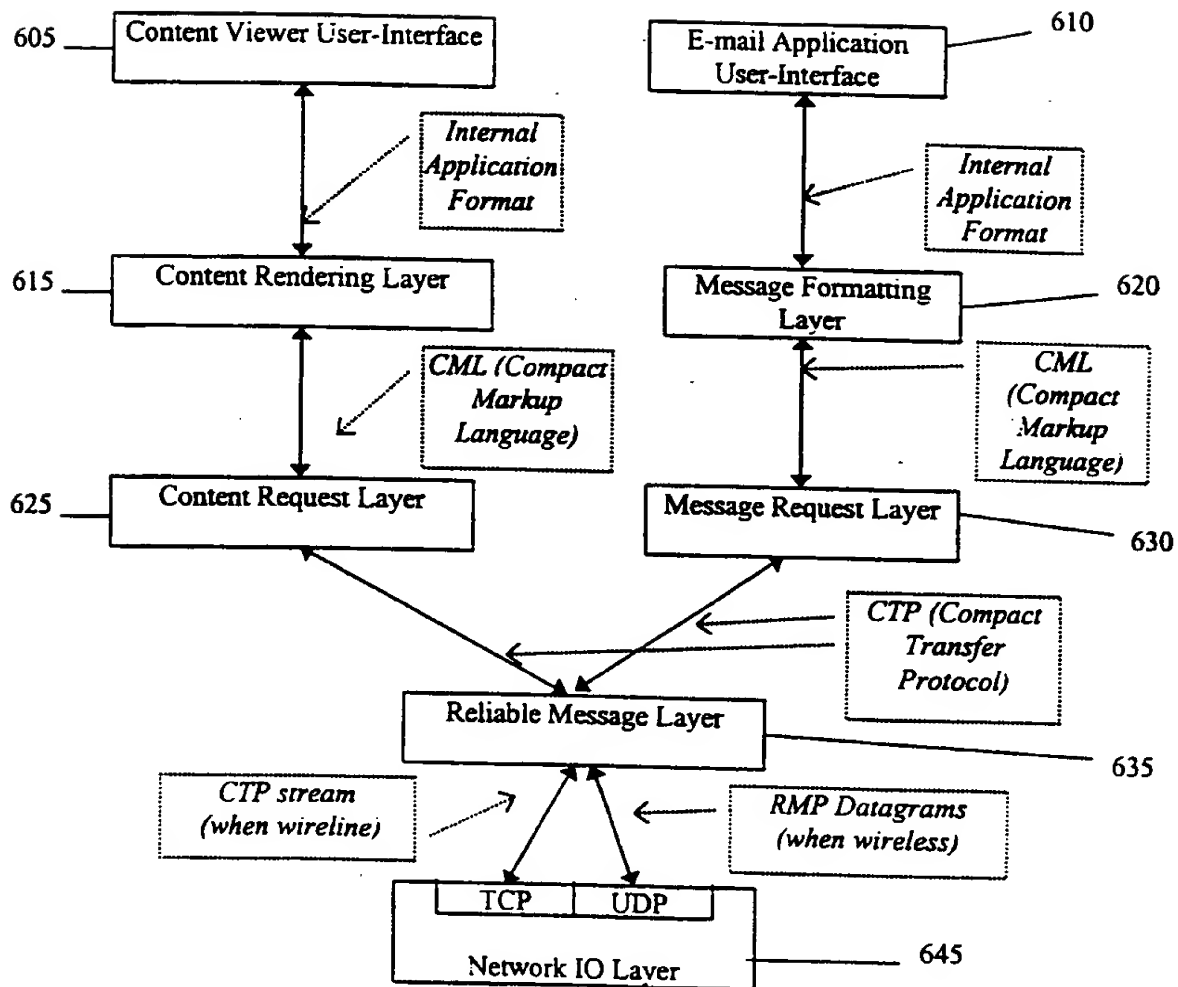 605
Content Viewer User-Interface
E-mail Application
User-Interface
610
Internal
Application
Format
Internal
Application
Format
615
Content Rendering Layer
Message Formatting
Layer
620
CML (Compact
Markup
Language)
CML
(Compact
Markup
Language)
625
Content Request Layer
Message Request Layer
630
CTP (Compact
Transfer
Protocol)
Reliable Message Layer
635
CTP stream
(when wireline)
RMP Datagrams
(when wireless)
TCP
UDP
Network IO Layer
645